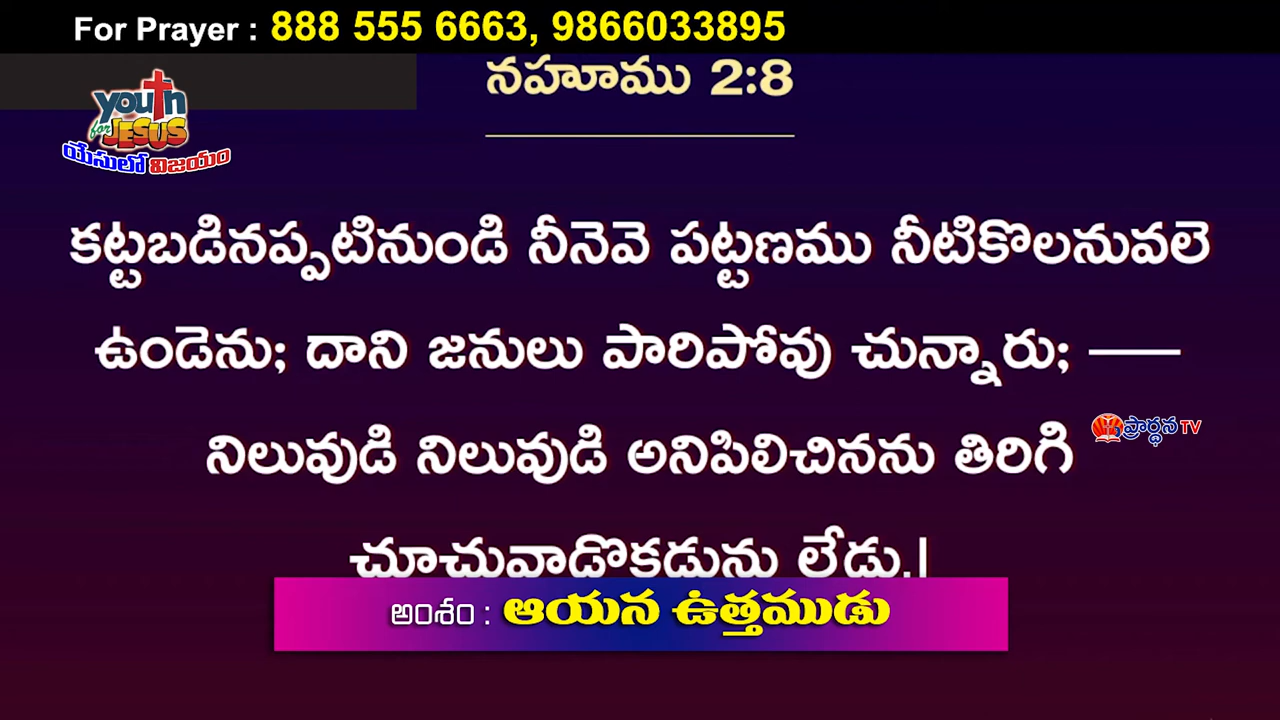 For Prayer : 888 555 6663, 9866033895
నహూము 2:8
youth
for JESUS
యేసులో విజయం
కట్టబడినప్పటినుండి నీనెవె పట్టణము నీటికొలనువలె
ఉండెను; దాని జనులు పారిపోవు చున్నారు; ——
ప్రార్థన TV
నిలువుడి నిలువుడి అనిపిలిచినను తిరిగి
చూచువాడొకడును లేడు.|
అంశం : ఆయన ఉత్తముడు